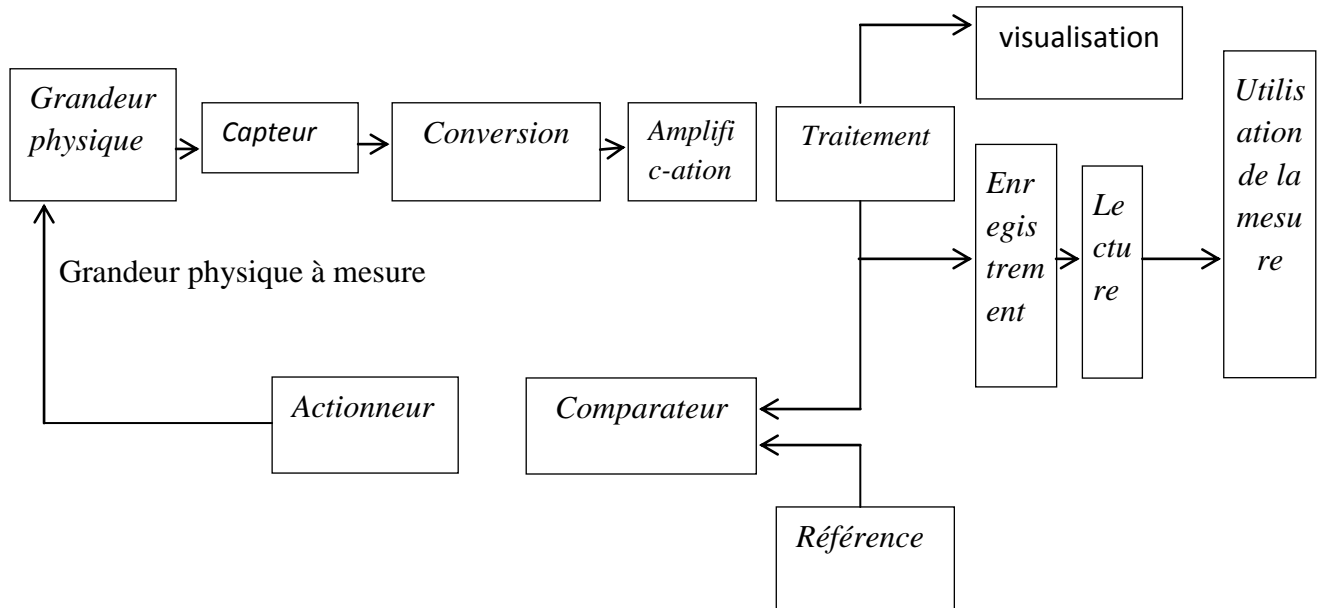 visualisation
Grandeur
physique
Capteur
Conversion
Amplifi
c-ation
Traitement
Enr
egis
trem
ent
Le
ctu
re
Utilis
ation
de la
mesu
re
Grandeur physique à mesure
Actionneur
Comparateur
Référence